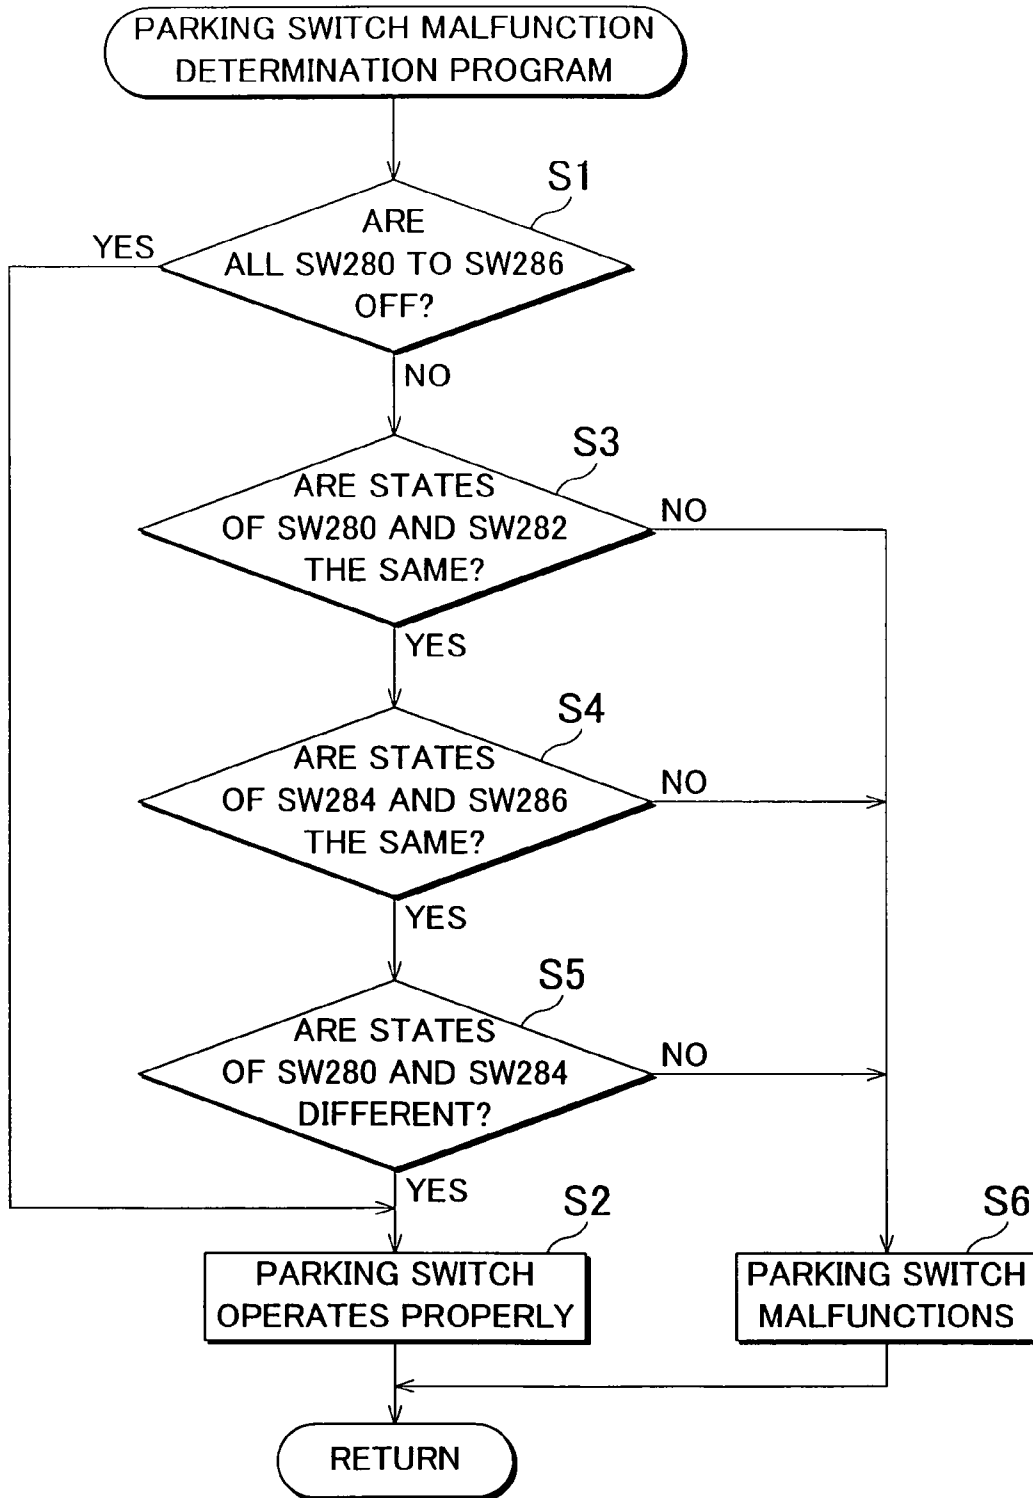 PARKING SWITCH MALFUNCTION
DETERMINATION PROGRAM
S1
ARE
ALL SW280 TO SW286
OFF?
YES
NO
S3
ARE STATES
OF SW280 AND SW282
THE SAME?
NO
YES
S4
ARE STATES
OF SW284 AND SW286
THE SAME?
NO
YES
S5
ARE STATES
OF SW280 AND SW284
DIFFERENT?
NO
YES
S2
PARKING SWITCH
OPERATES PROPERLY
S6
PARKING SWITCH
MALFUNCTIONS
RETURN